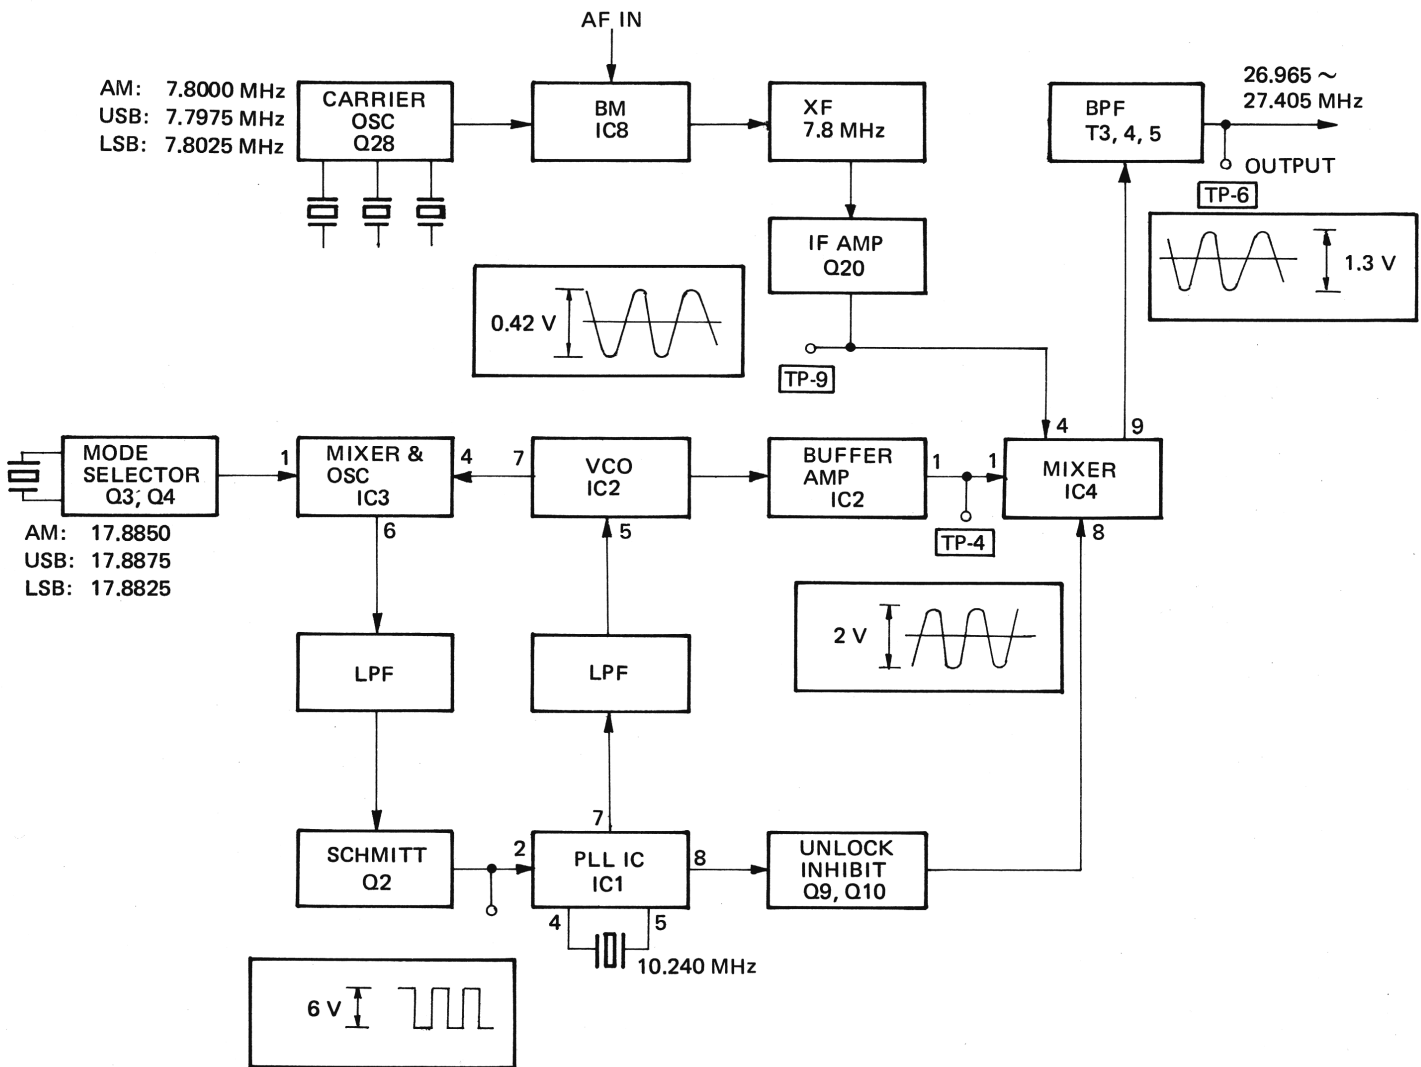 AF IN
AM: 7.8000 MHz
USB: 7.7975 MHz
LSB: 7.8025 MHz
CARRIER
OSC
Q28
BM
IC8
XF
7.8 MHz
BPF
T3, 4, 5
26.965 ~
27.405 MHz
OUTPUT
TP-6
1.3 V
IF AMP
Q20
0.42 V
TP-9
MODE
SELECTOR
Q3, Q4
AM: 17.8850
USB: 17.8875
LSB: 17.8825
1
MIXER &
OSC
IC3
4
6
7
VCO
IC2
5
BUFFER
AMP
IC2
1
TP-4
1
4
9
MIXER
IC4
8
2 V
LPF
LPF
SCHMITT
Q2
2
7
PLL IC
IC1
8
4
5
10.240 MHz
UNLOCK
INHIBIT
Q9, Q10
6 V